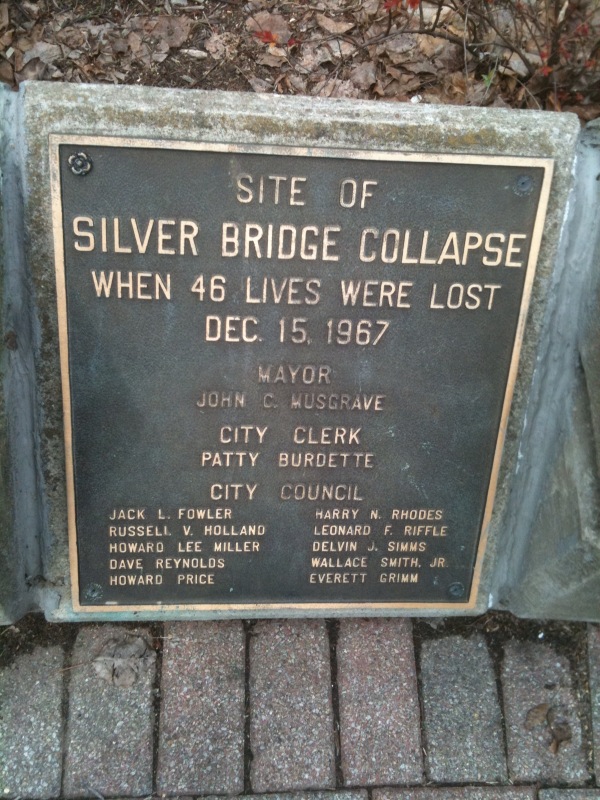 SITE OF
SILVER BRIDGE COLLAPSE
WHEN 46 LIVES WERE LOST
DEC. 15, 1967
MAYOR
JOHN C. MUSGRAVE
CITY CLERK
PATTY BURDETTE
CITY COUNCIL
JACK L. FOWLER HARRY N. RHODES
RUSSELL V. HOLLAND LEONARD F. RIFFLE
HOWARD LEE MILLER DELVIN J. SIMMS
DAVE REYNOLDS WALLACE SMITH, JR.
HOWARD PRICE EVERETT GRIMM